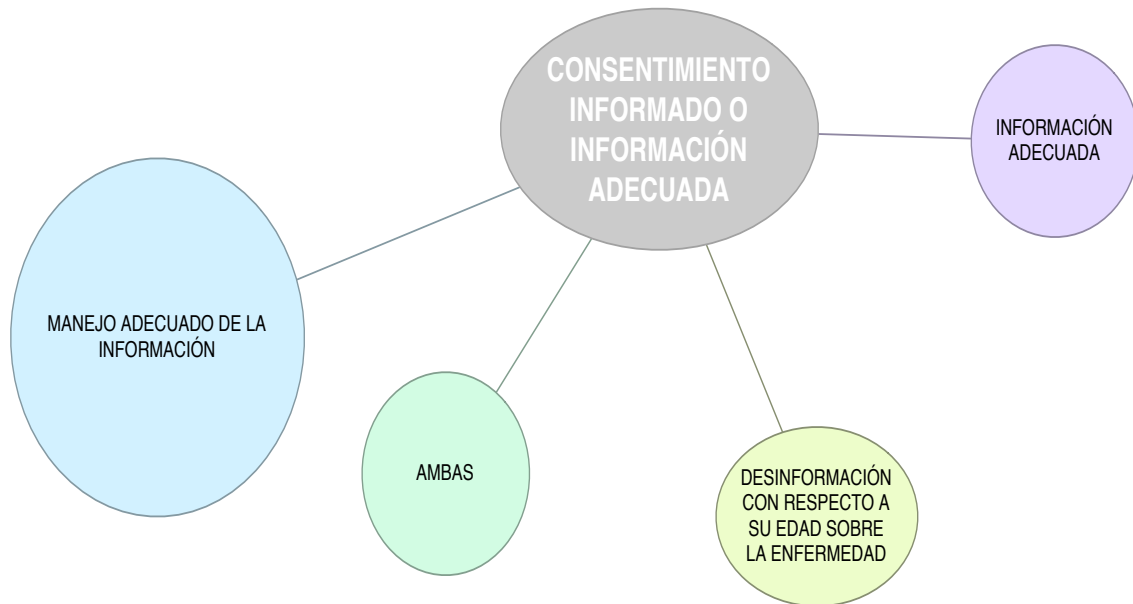 CONSENTIMIENTO
INFORMADO O
INFORMACIÓN
ADECUADA
INFORMACIÓN
ADECUADA
MANEJO ADECUADO DE LA
INFORMACIÓN
AMBAS
DESINFORMACIÓN
CON RESPECTO A
SU EDAD SOBRE
LA ENFERMEDAD